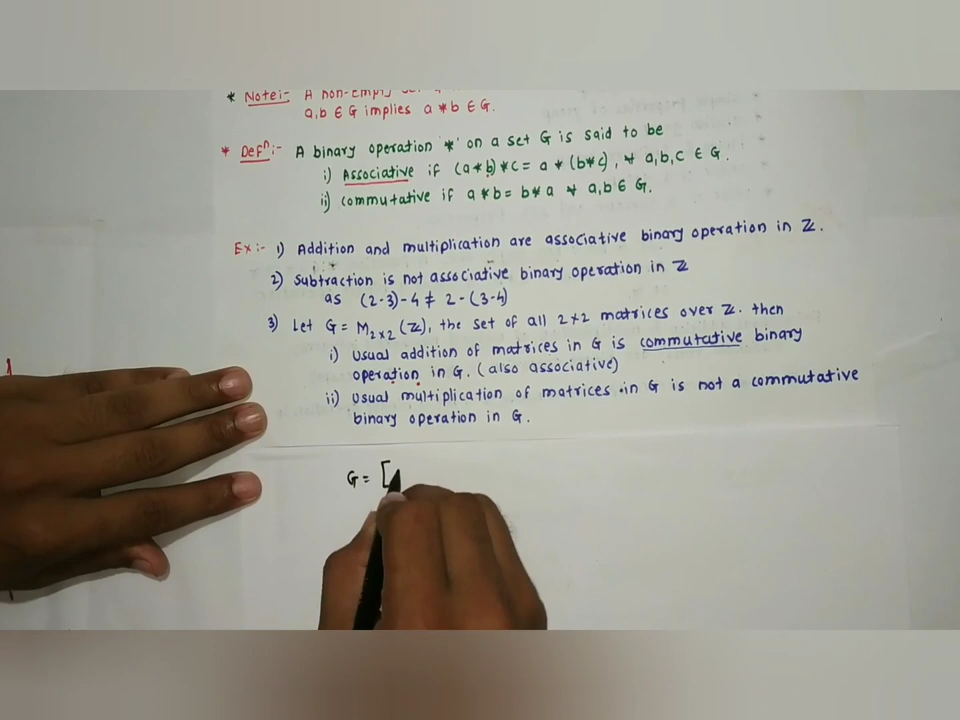 * Note:- A non-empty
a,b ∈ G implies a * b ∈ G.
* Defⁿ:- A binary operation '*' on a set G is said to be
i) Associative if (a*b)*c = a*(b*c), ∀ a,b,c ∈ G.
ii) commutative if a*b = b*a ∀ a,b ∈ G.
Ex:- 1) Addition and multiplication are associative binary operation in ℤ.
2) Subtraction is not associative binary operation in ℤ
as (2-3)-4 ≠ 2-(3-4)
3) Let G = M₂ₓ₂(ℤ), the set of all 2x2 matrices over ℤ. then
i) Usual addition of matrices in G is commutative binary
operation in G. (also associative)
ii) Usual multiplication of matrices in G is not a commutative
binary operation in G.
G = [